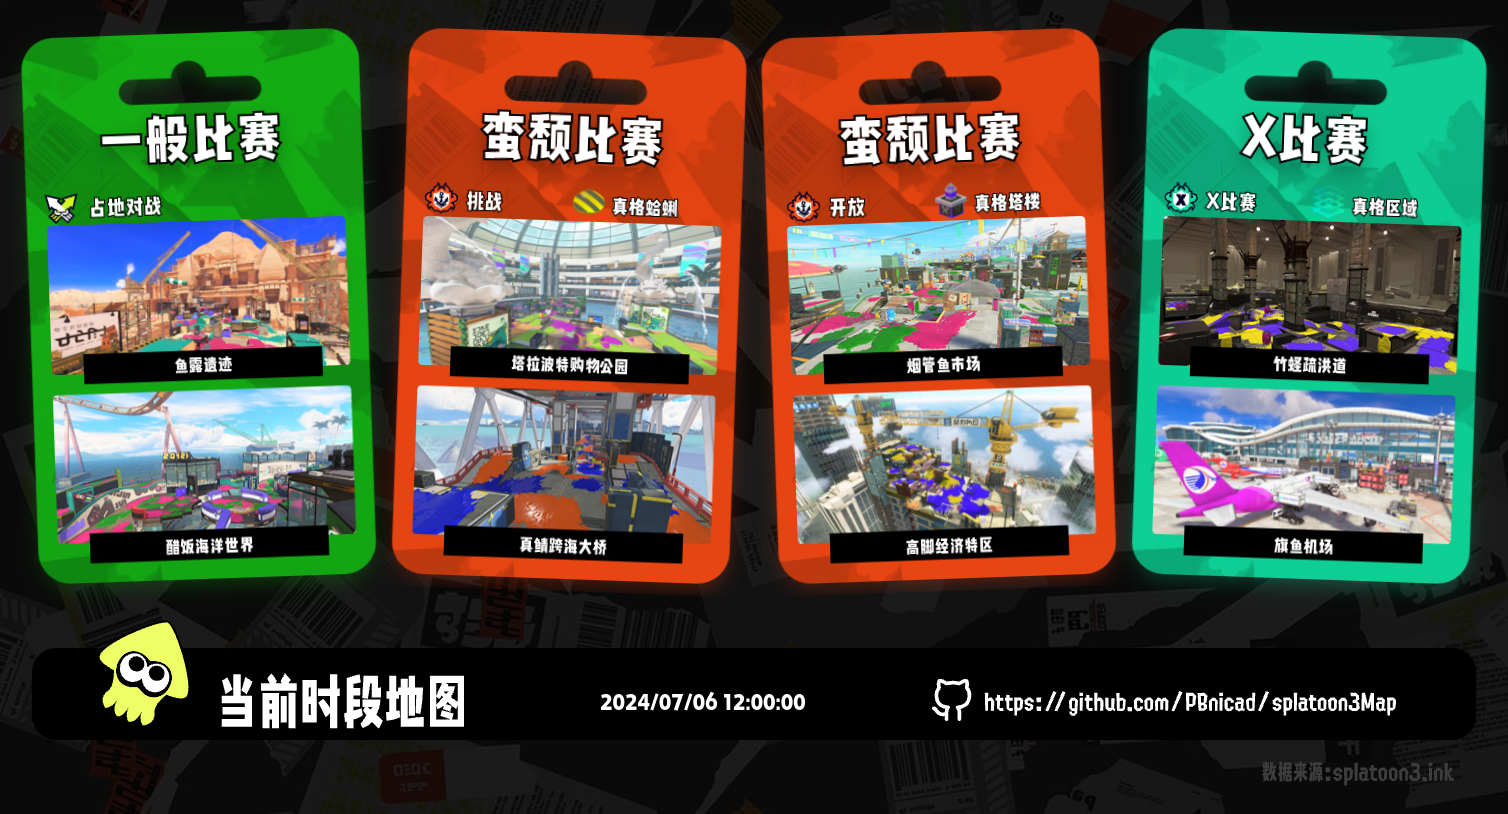 一般比赛
占地对战
鱼露遗迹
醋饭海洋世界
蛮颓比赛
挑战
真格蛤蜊
塔拉波特购物公园
真鲭跨海大桥
蛮颓比赛
开放
真格塔楼
烟管鱼市场
高脚经济特区
X比赛
X比赛
真格区域
竹蛏疏洪道
旗鱼机场
当前时段地图
2024/07/06 12:00:00
https://github.com/PBnicad/splatoon3Map
数据来源:splatoon3.ink